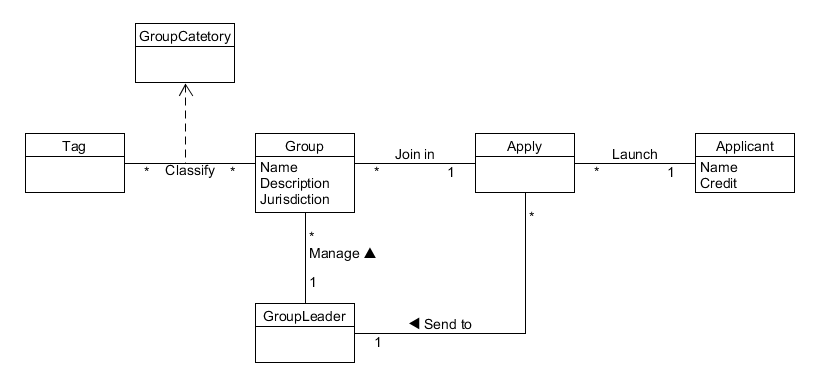 GroupCatetory
Tag
Group
Apply
Applicant
Name
Description
Jurisdiction
Name
Credit
* Classify *
* Join in 1
* Launch 1
*
Manage ▲
1
*
GroupLeader
◀ Send to
1